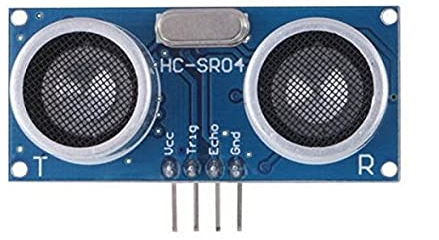 HC-SR04
Vcc
Trig
Echo
Gnd
T
R